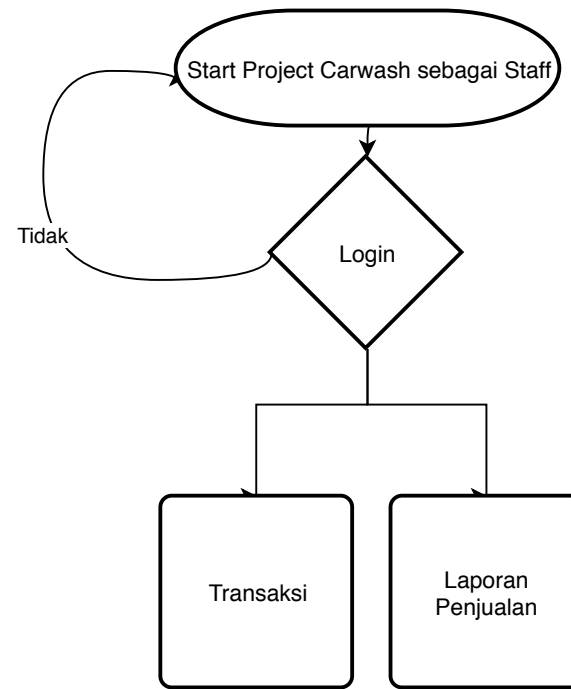 Start Project Carwash sebagai Staff
Tidak
Login
Transaksi
Laporan
Penjualan